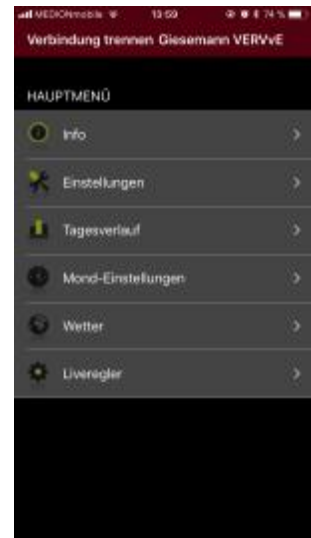 MEDIONmobile 13:59 74 %
Verbindung trennen Giesemann VERVvE
HAUPTMENÜ
Info
Einstellungen
Tagesverlauf
Mond-Einstellungen
Wetter
Liveregler